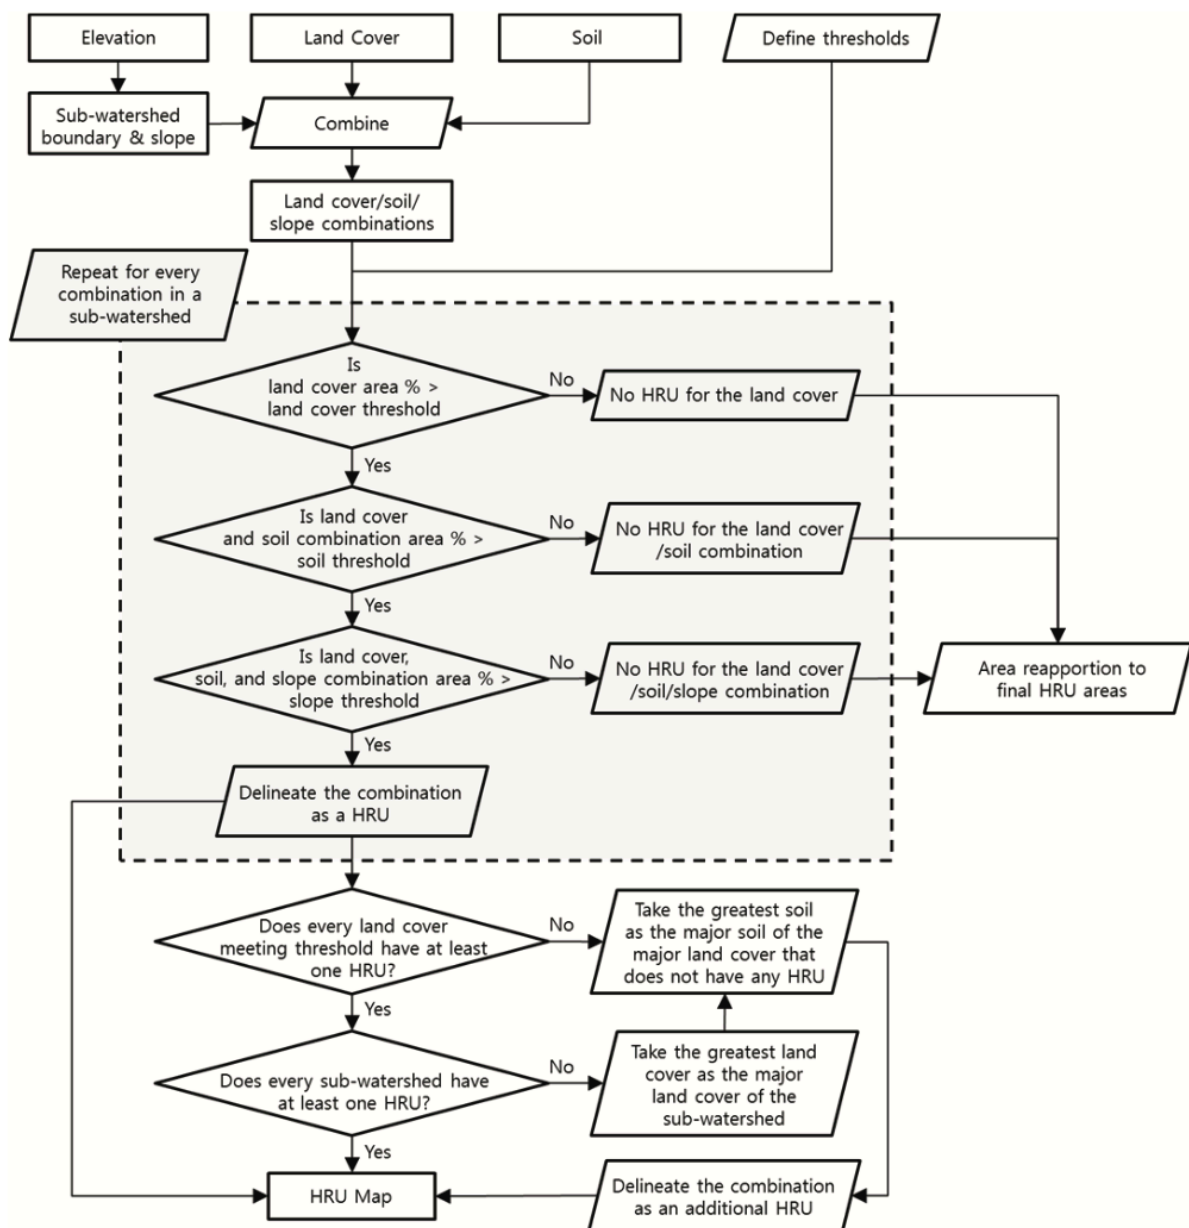 Elevation
Land Cover
Soil
Define thresholds
Sub-watershed
boundary & slope
Combine
Land cover/soil/
slope combinations
Repeat for every
combination in a
sub-watershed
Is
land cover area % >
land cover threshold
No
No HRU for the land cover
Yes
Is land cover
and soil combination area % >
soil threshold
No
No HRU for the land cover
/soil combination
Yes
Is land cover,
soil, and slope combination area % >
slope threshold
No
No HRU for the land cover
/soil/slope combination
Area reapportion to
final HRU areas
Yes
Delineate the combination
as a HRU
Does every land cover
meeting threshold have at least
one HRU?
No
Take the greatest soil
as the major soil of the
major land cover that
does not have any HRU
Yes
Does every sub-watershed have
at least one HRU?
No
Take the greatest land
cover as the major
land cover of the
sub-watershed
Yes
HRU Map
Delineate the combination
as an additional HRU